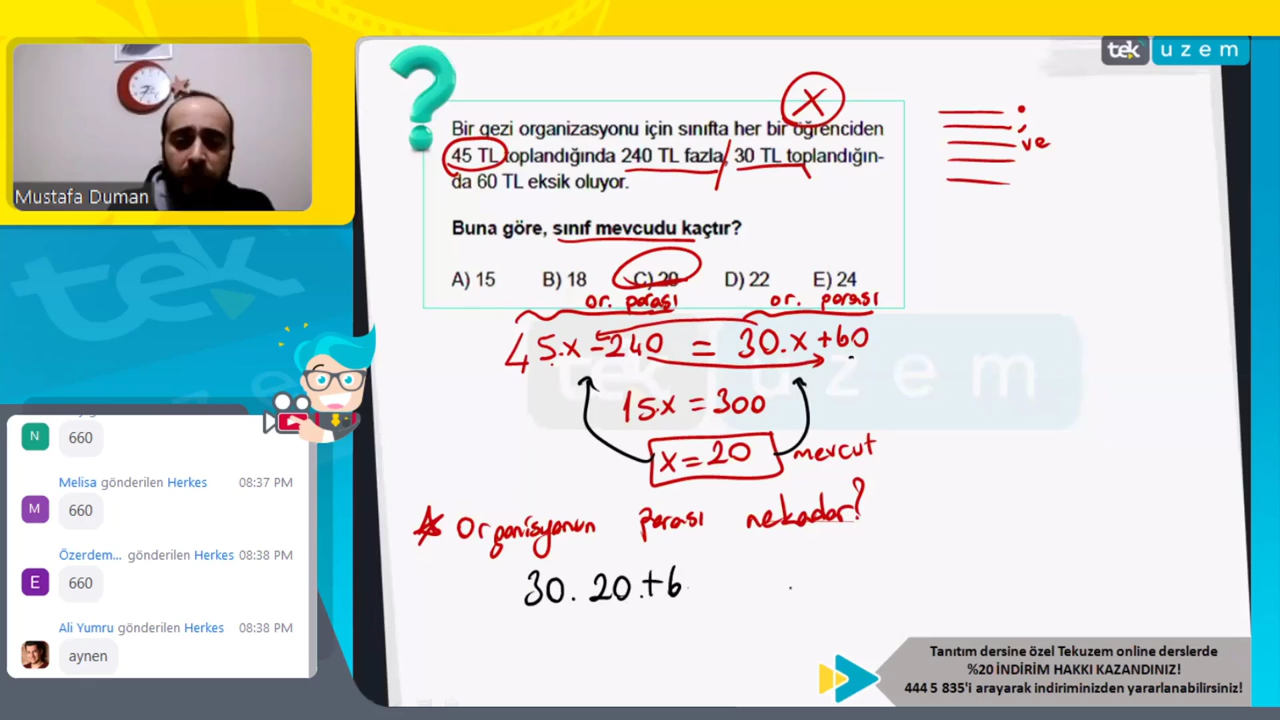 tek uzem
Mustafa Duman
X
Bir gezi organizasyonu için sınıfta her bir öğrenciden
45 TL toplandığında 240 TL fazla, 30 TL toplandığın-
da 60 TL eksik oluyor.
;
ve
Buna göre, sınıf mevcudu kaçtır?
A) 15 B) 18 C) 20 D) 22 E) 24
or. parası or. parası
45.x - 240 = 30.x + 60
15.x = 300
x = 20 mevcut
Organisyonun parası nekadar?
30. 20 + 6
tek uzem
tek
N 660
Melisa gönderilen Herkes 08:37 PM
M 660
Özerdem... gönderilen Herkes 08:38 PM
E 660
Ali Yumru gönderilen Herkes 08:38 PM
aynen
Tanıtım dersine özel Tekuzem online derslerde
%20 İNDİRİM HAKKI KAZANDINIZ!
444 5 835'i arayarak indiriminizden yararlanabilirsiniz!